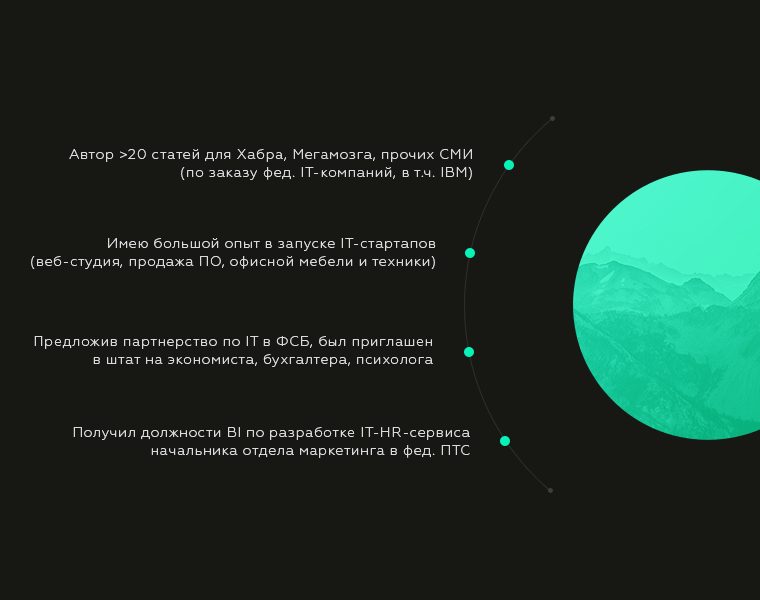 Автор >20 статей для Хабра, Мегамозга, прочих СМИ
(по заказу фед. IT-компаний, в т.ч. IBM)
Имею большой опыт в запуске IT-стартапов
(веб-студия, продажа ПО, офисной мебели и техники)
Предложив партнерство по IT в ФСБ, был приглашен
в штат на экономиста, бухгалтера, психолога
Получил должности BI по разработке IT-HR-сервиса
начальника отдела маркетинга в фед. ПТС